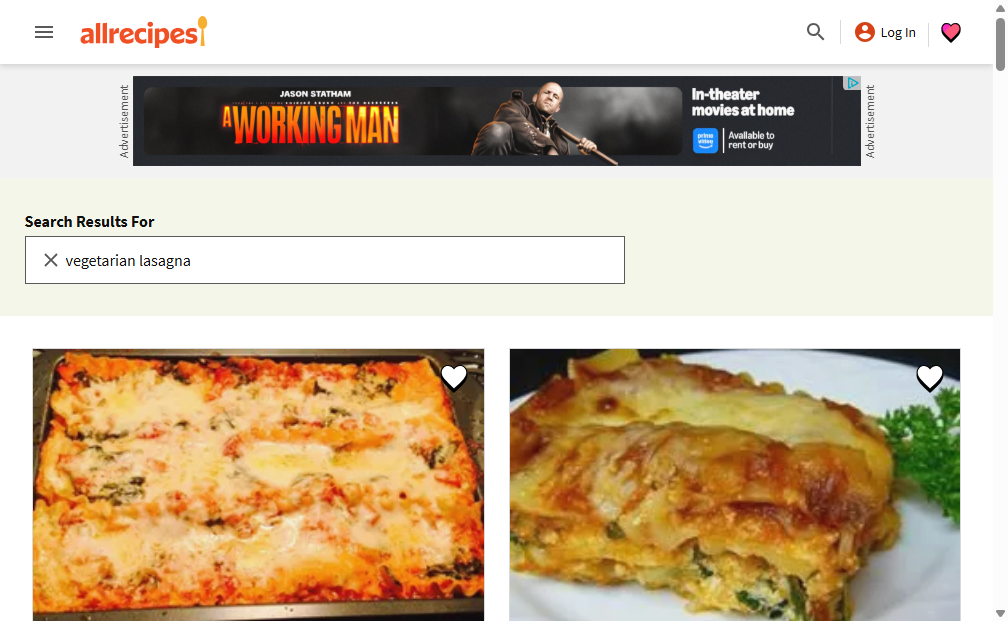 allrecipes
Log In
Advertisement
JASON STATHAM
A WORKING MAN
In-theater
movies at home
prime video
Available to
rent or buy
Advertisement
Search Results For
vegetarian lasagna